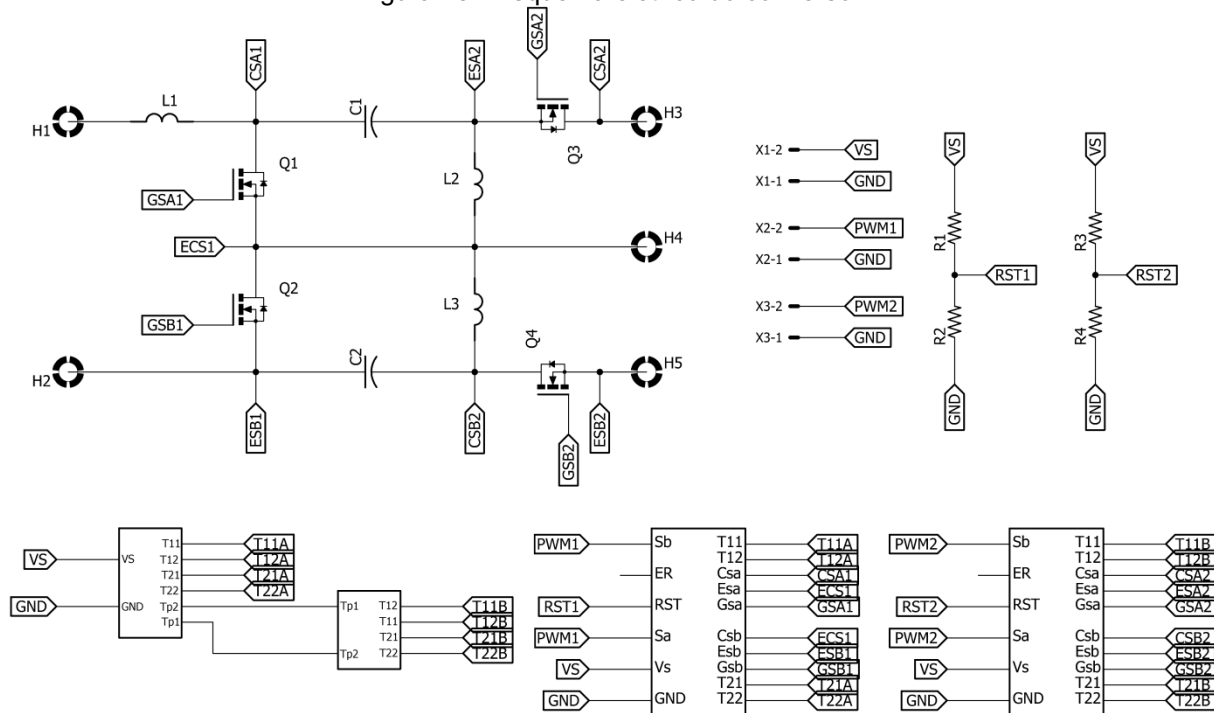 GSA2
CSA1
ESA2
CSA2
L1
C1
H1
H3
Q3
Q1
L2
GSA1
ECS1
H4
Q2
L3
GSB1
Q4
C2
H2
H5
ESB1
CSB2
ESB2
GSB2
X1-2 VS
X1-1 GND
X2-2 PWM1
X2-1 GND
X3-2 PWM2
X3-1 GND
VS
R1
RST1
R2
GND
VS
R3
RST2
R4
GND
VS
GND
VS
GND
T11
T12
T21
T22
Tp2
Tp1
T11A
T12A
T21A
T22A
Tp1
Tp2
T12
T11
T21
T22
T11B
T12B
T21B
T22B
PWM1
RST1
PWM1
VS
GND
Sb
ER
RST
Sa
Vs
GND
T11
T12
Csa
Esa
Gsa
Csb
Esb
Gsb
T21
T22
T11A
T12A
CSA1
ECS1
GSA1
ECS1
ESB1
GSB1
T21A
T22A
PWM2
RST2
PWM2
VS
GND
Sb
ER
RST
Sa
Vs
GND
T11
T12
Csa
Esa
Gsa
Csb
Esb
Gsb
T21
T22
T11B
T12B
CSA2
ESA2
GSA2
CSB2
ESB2
GSB2
T21B
T22B